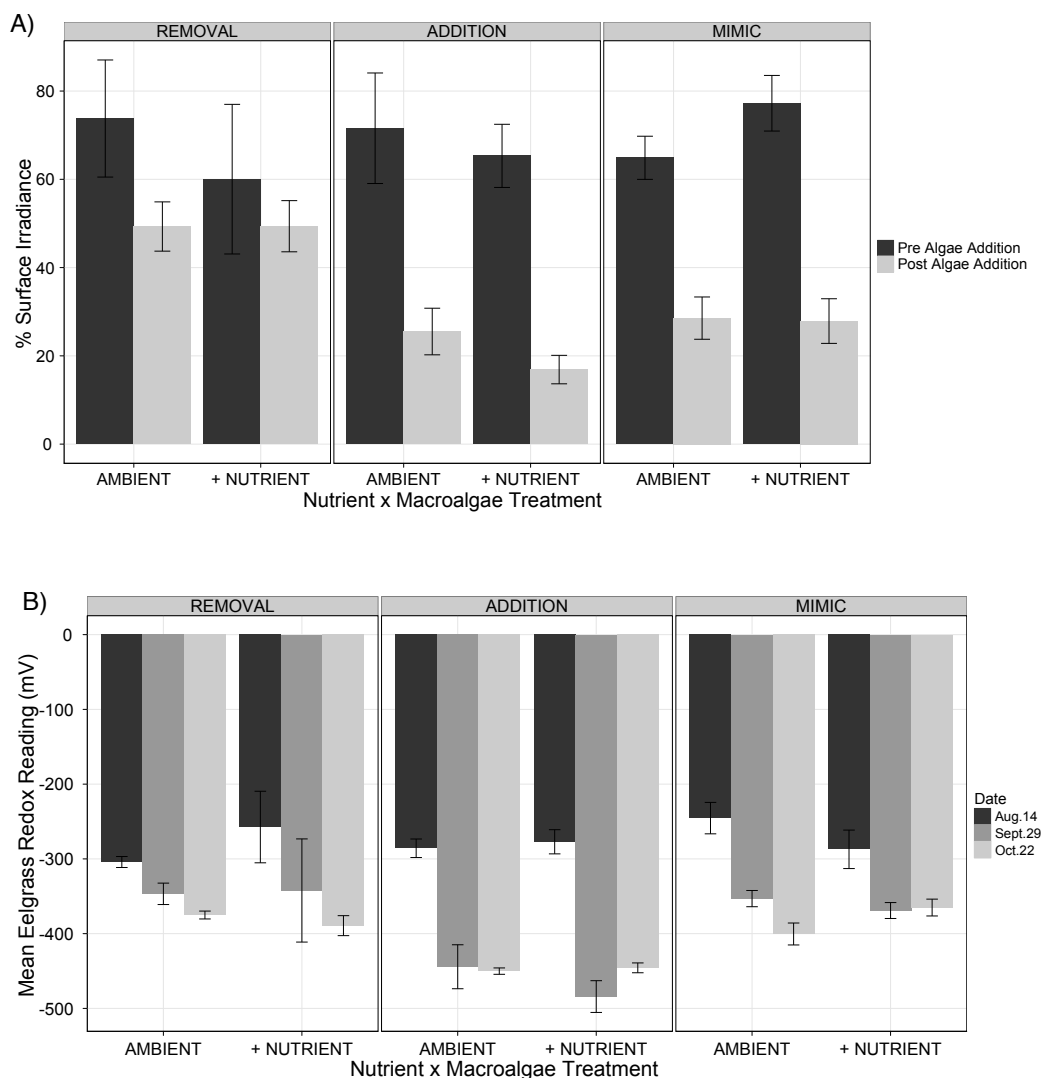 A)
REMOVAL ADDITION MIMIC
% Surface Irradiance
80
60
40
20
0
AMBIENT + NUTRIENT AMBIENT + NUTRIENT AMBIENT + NUTRIENT
Nutrient x Macroalgae Treatment
Pre Algae Addition
Post Algae Addition
B)
REMOVAL ADDITION MIMIC
Mean Eelgrass Redox Reading (mV)
0
-100
-200
-300
-400
-500
AMBIENT + NUTRIENT AMBIENT + NUTRIENT AMBIENT + NUTRIENT
Nutrient x Macroalgae Treatment
Date
Aug.14
Sept.29
Oct.22